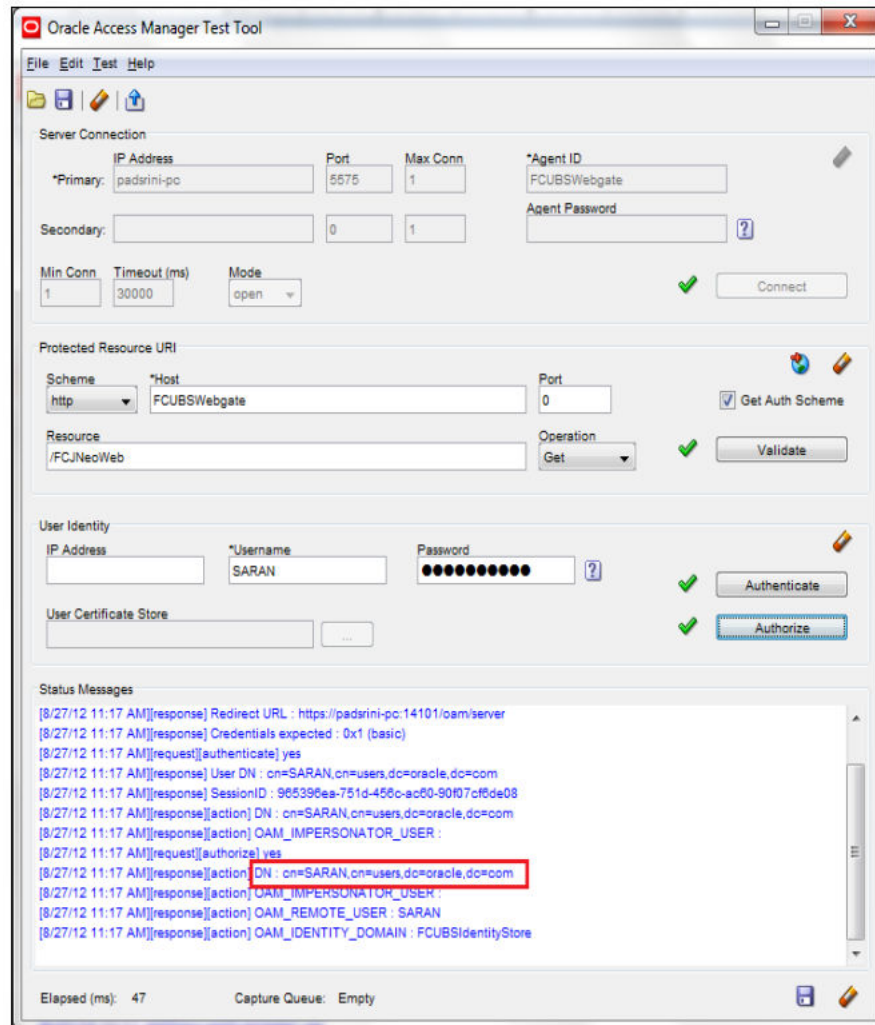 Oracle Access Manager Test Tool
File Edit Test Help
Server Connection
IP Address Port Max Conn *Agent ID
*Primary: padsrini-pc 5575 1 FCUBSWebgate
Agent Password
Secondary: 0 1
Min Conn Timeout (ms) Mode
1 30000 open Connect
Protected Resource URI
Scheme *Host Port
http FCUBSWebgate 0 Get Auth Scheme
Resource Operation
/FCJNeoWeb Get Validate
User Identity
IP Address *Username Password
SARAN ●●●●●●●●●●
Authenticate
User Certificate Store
... Authorize
Status Messages
[8/27/12 11:17 AM][response] Redirect URL : https://padsrini-pc:14101/oam/server
[8/27/12 11:17 AM][response] Credentials expected : 0x1 (basic)
[8/27/12 11:17 AM][request][authenticate] yes
[8/27/12 11:17 AM][response] User DN : cn=SARAN,cn=users,dc=oracle,dc=com
[8/27/12 11:17 AM][response] SessionID : 965396ea-751d-456c-ac60-90f07cf6de08
[8/27/12 11:17 AM][response][action] DN : cn=SARAN,cn=users,dc=oracle,dc=com
[8/27/12 11:17 AM][response][action] OAM_IMPERSONATOR_USER :
[8/27/12 11:17 AM][request][authorize] yes
[8/27/12 11:17 AM][response][action] DN : cn=SARAN,cn=users,dc=oracle,dc=com
[8/27/12 11:17 AM][response][action] OAM_IMPERSONATOR_USER :
[8/27/12 11:17 AM][response][action] OAM_REMOTE_USER : SARAN
[8/27/12 11:17 AM][response][action] OAM_IDENTITY_DOMAIN : FCUBSIdentityStore
Elapsed (ms): 47 Capture Queue: Empty